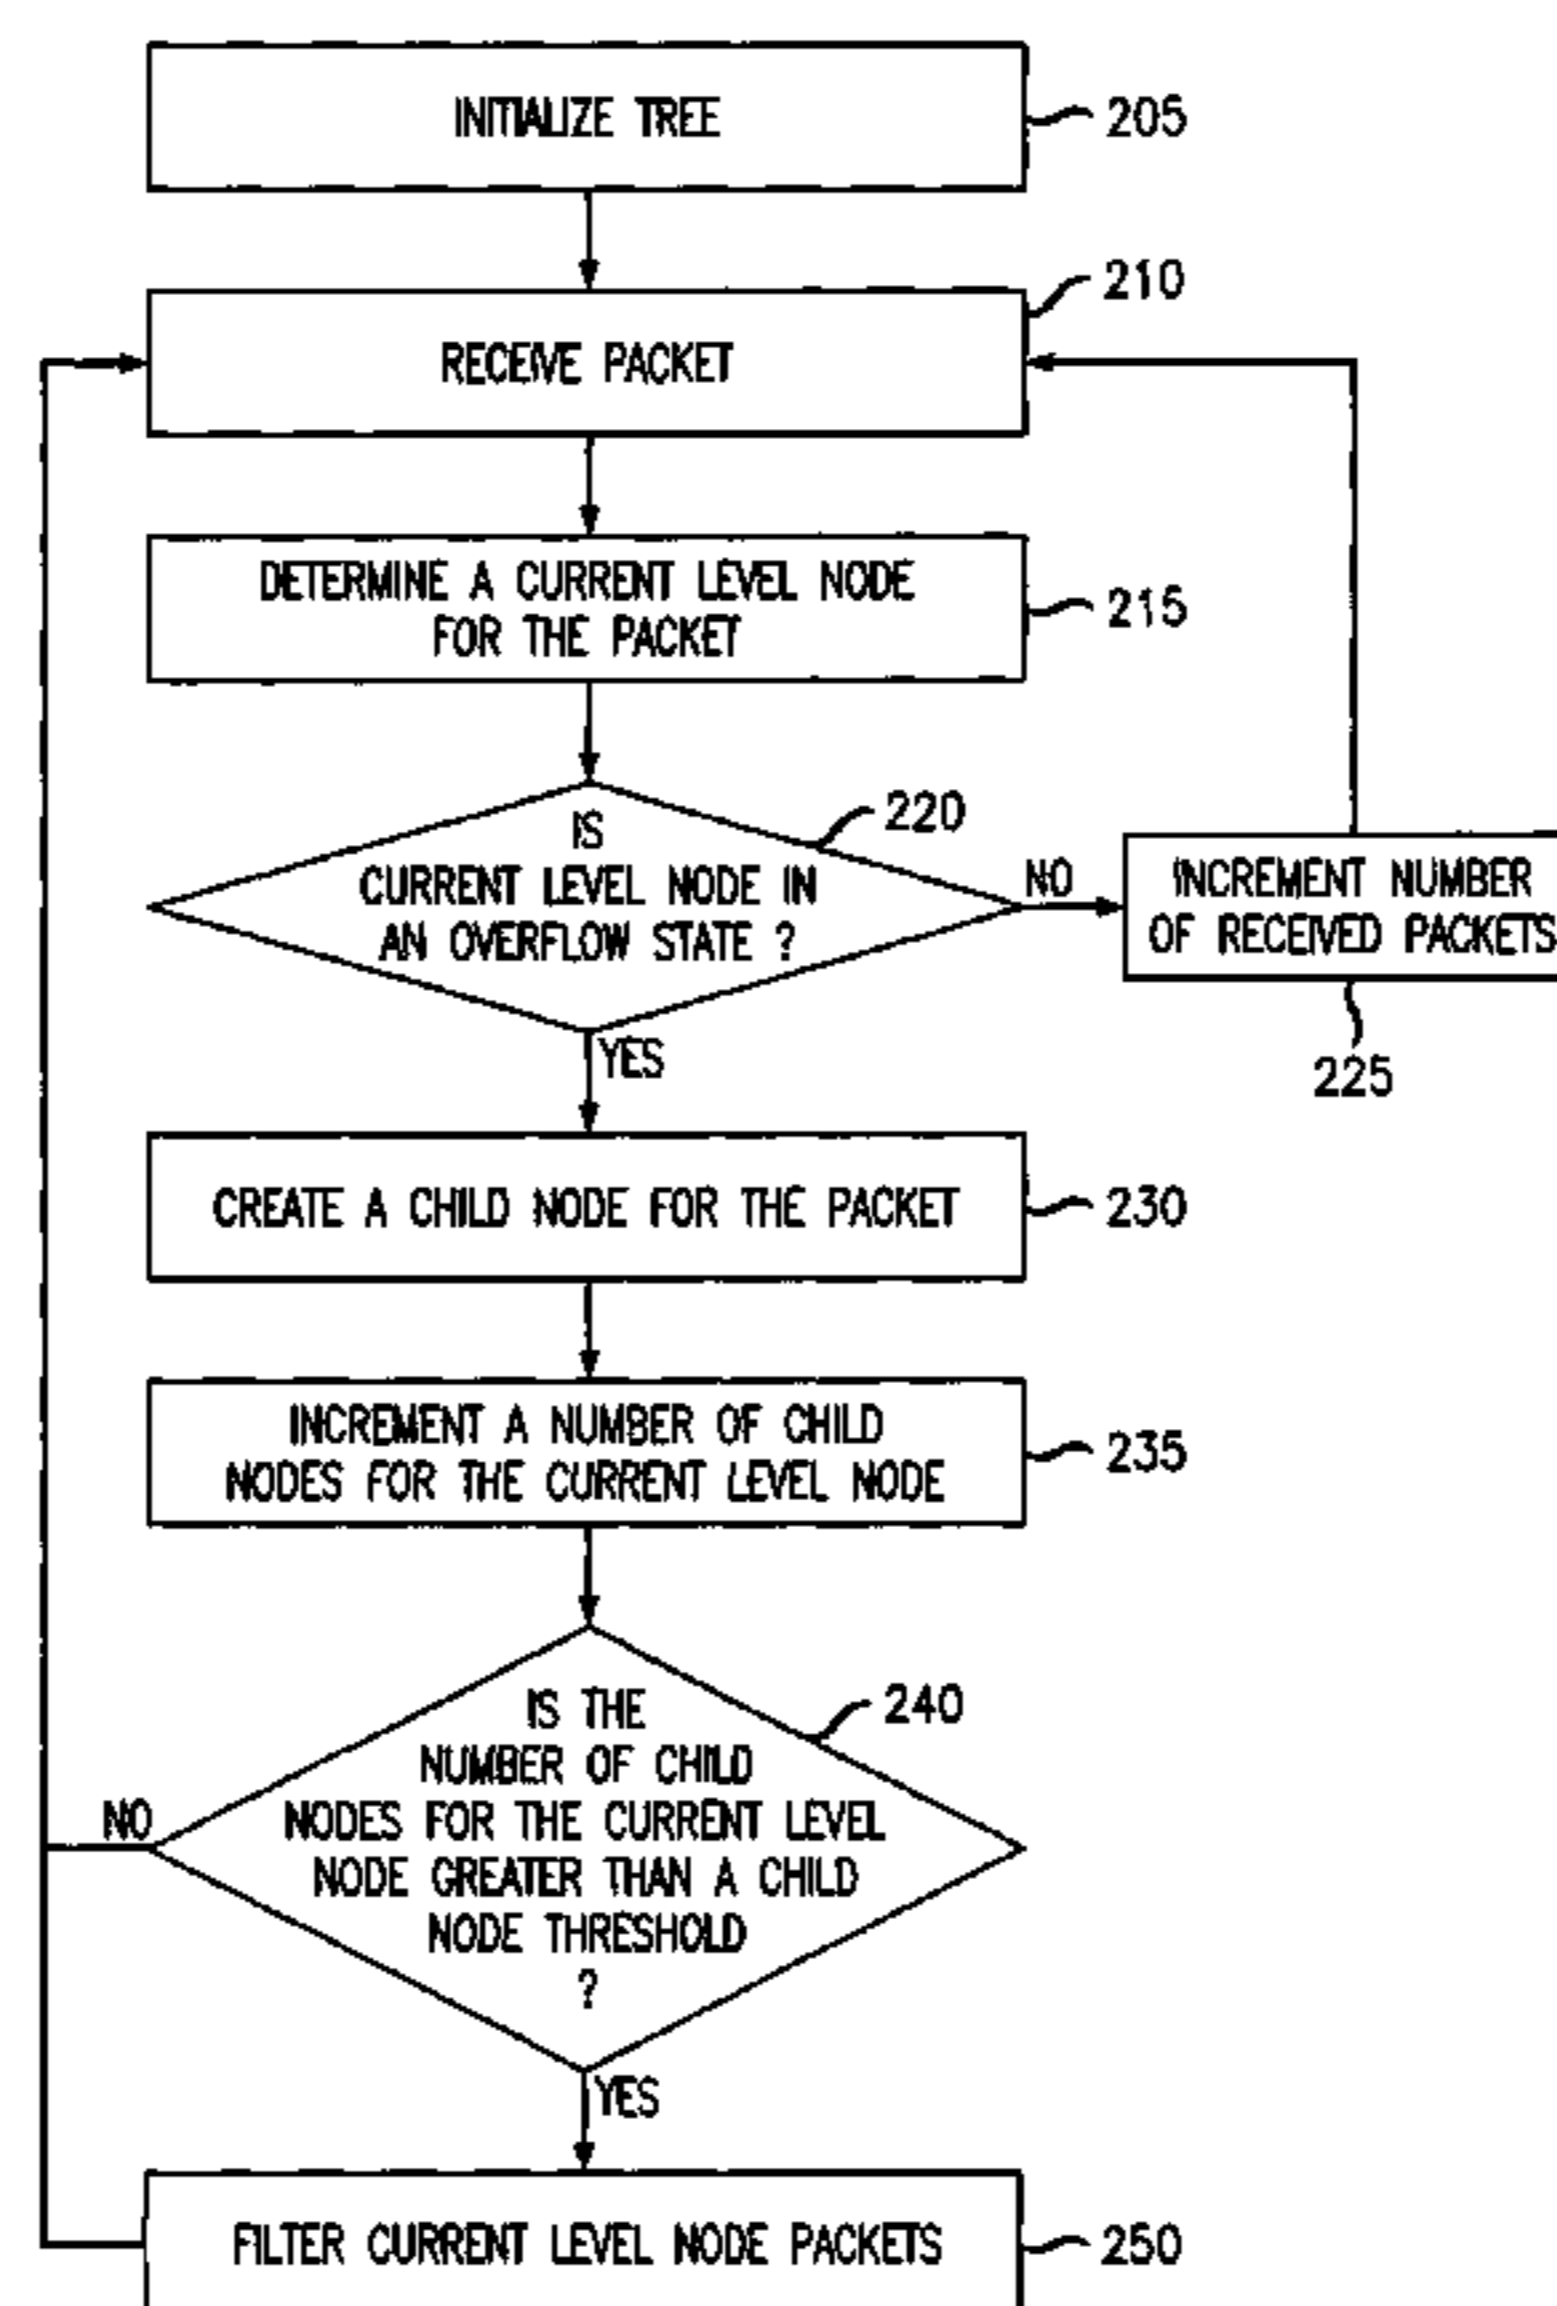 INITIALIZE TREE
205
210
RECEIVE PACKET
DETERMINE A CURRENT LEVEL NODE
FOR THE PACKET
215
220
IS
CURRENT LEVEL NODE IN
AN OVERFLOW STATE ?
NO
INCREMENT NUMBER
OF RECEIVED PACKETS
225
YES
CREATE A CHILD NODE FOR THE PACKET
230
INCREMENT A NUMBER OF CHILD
NODES FOR THE CURRENT LEVEL NODE
235
240
IS THE
NUMBER OF CHILD
NODES FOR THE CURRENT LEVEL
NODE GREATER THAN A CHILD
NODE THRESHOLD
?
NO
YES
FILTER CURRENT LEVEL NODE PACKETS
250